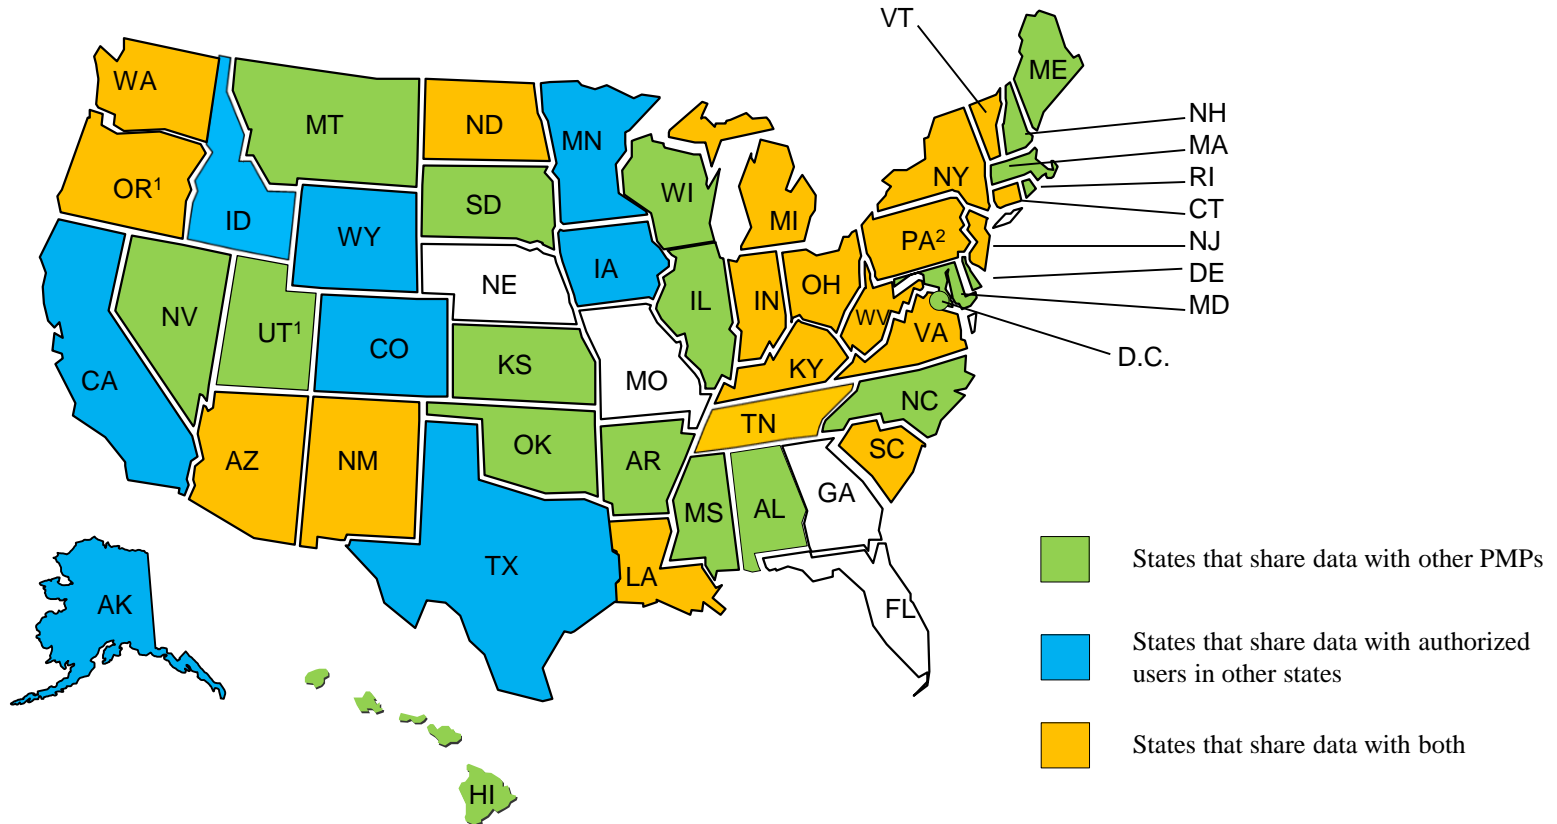 VT
ME
WA
MT
ND
MN
NH
MA
OR¹
ID
WY
SD
WI
MI
NY
RI
CT
NJ
PA²
DE
MD
D.C.
NE
IA
IL
IN
OH
WV
VA
NV
UT¹
CO
KS
MO
KY
CA
AZ
NM
OK
AR
TN
NC
SC
MS
AL
GA
TX
LA
FL
AK
HI
States that share data with other PMPs
States that share data with authorized
users in other states
States that share data with both